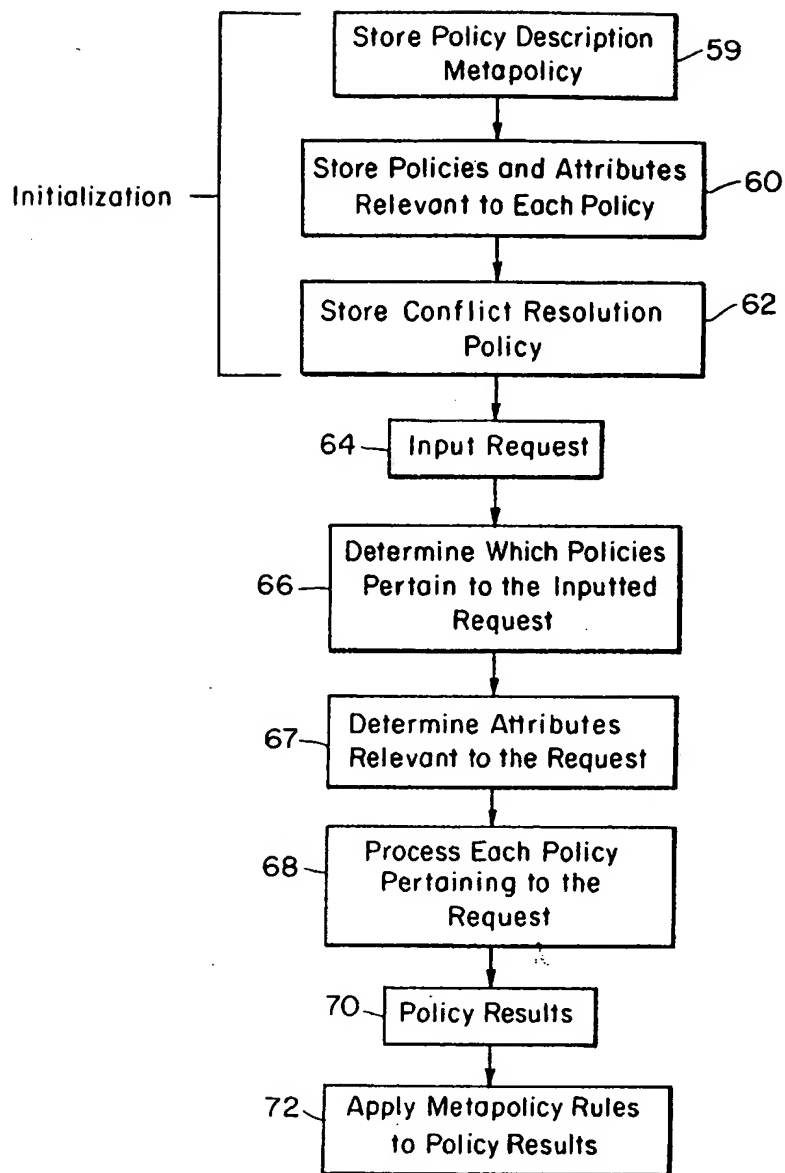 Store Policy Description
Metapolicy
59
Store Policies and Attributes
Relevant to Each Policy
60
Initialization
Store Conflict Resolution
Policy
62
64
Input Request
66
Determine Which Policies
Pertain to the Inputted
Request
67
Determine Attributes
Relevant to the Request
68
Process Each Policy
Pertaining to the
Request
70
Policy Results
72
Apply Metapolicy Rules
to Policy Results